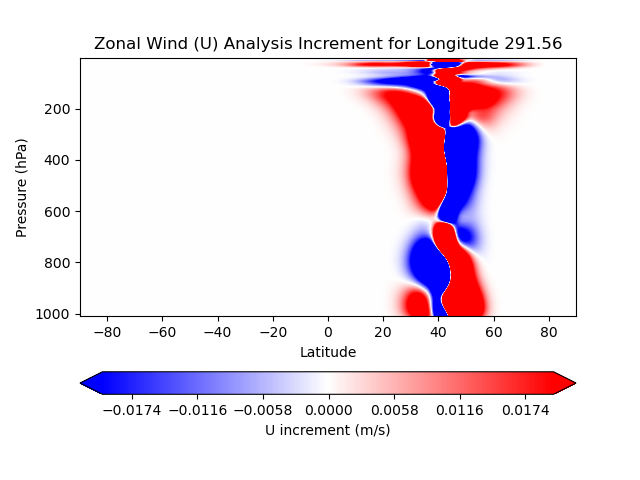 Zonal Wind (U) Analysis Increment for Longitude 291.56
200
400
600
800
1000
Pressure (hPa)
−80 −60 −40 −20 0 20 40 60 80
Latitude
−0.0174 −0.0116 −0.0058 0.0000 0.0058 0.0116 0.0174
U increment (m/s)